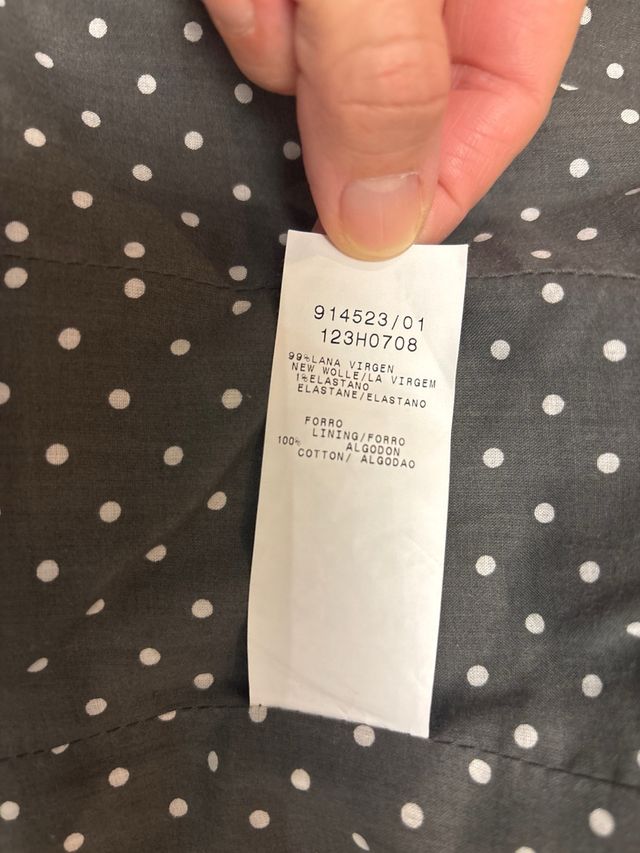 914523/01
123H0708
99%LANA VIRGEN
NEW WOLLE/LA VIRGEM
1%ELASTANO
ELASTANE/ELASTANO
FORRO
LINING/FORRO
100% ALGODON
COTTON/ ALGODAO